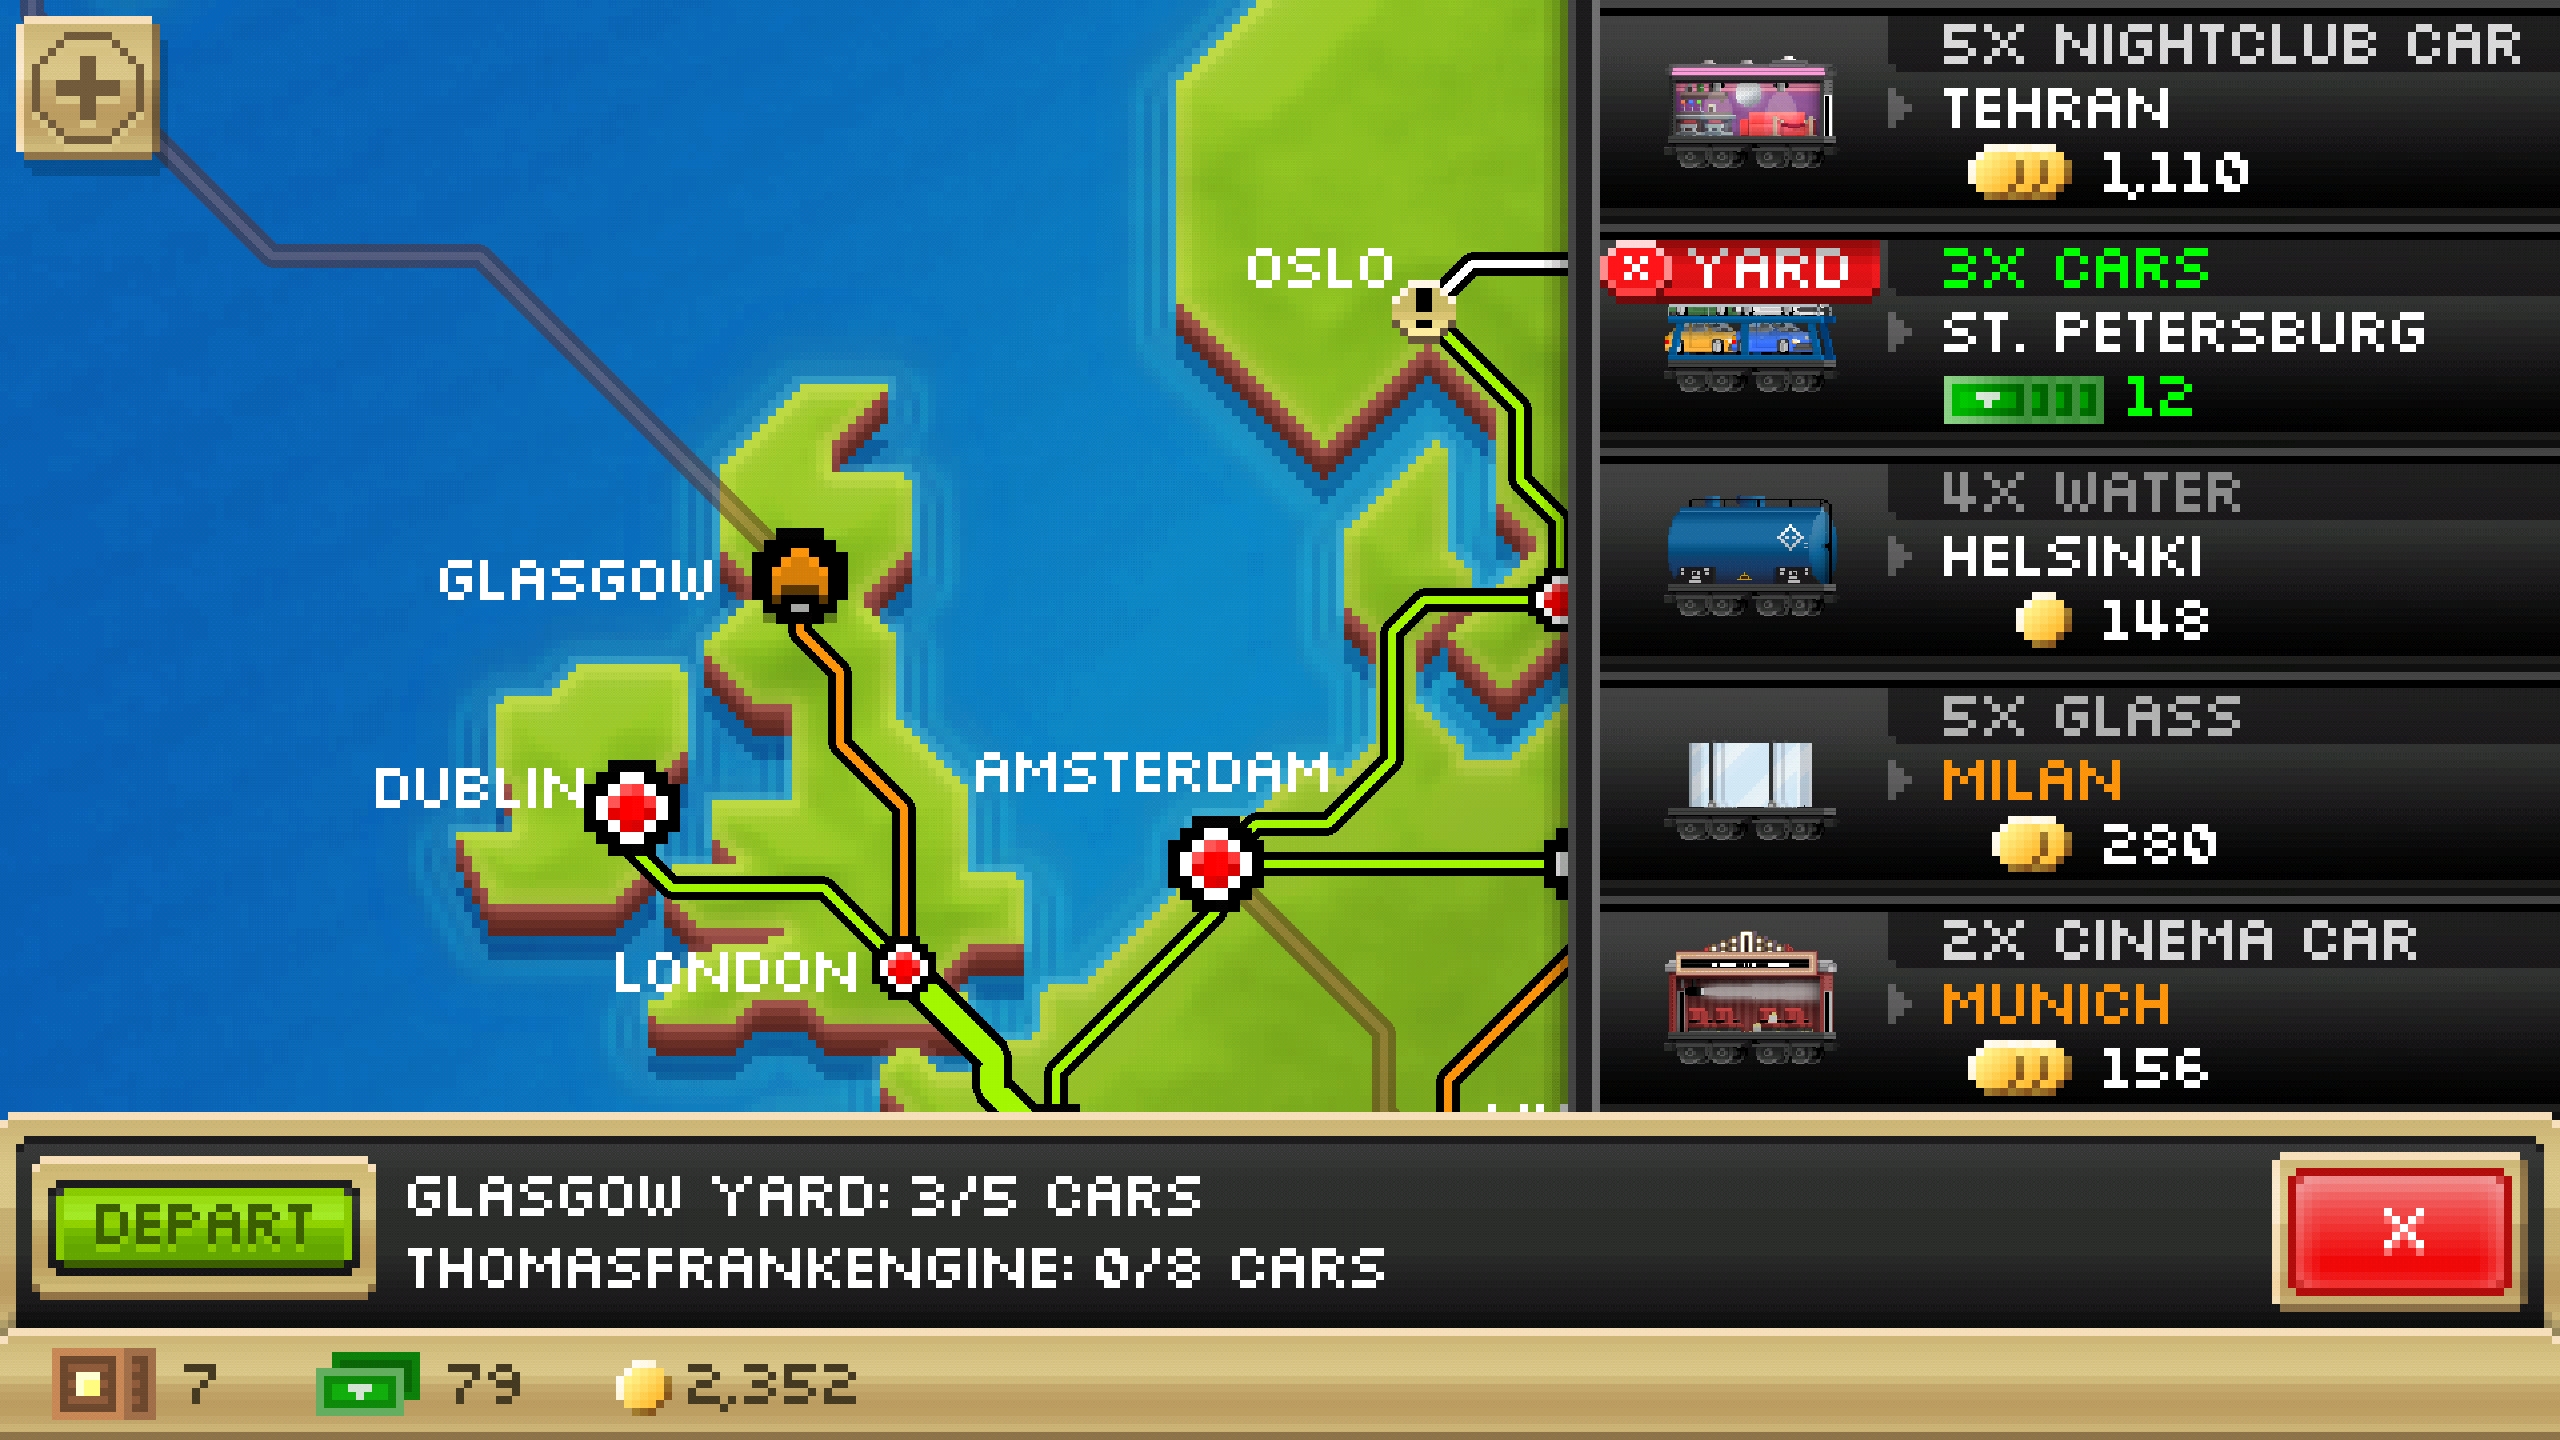 5X NIGHTCLUB CAR
TEHRAN
1,110
YARD
3X CARS
ST. PETERSBURG
12
4X WATER
HELSINKI
148
5X GLASS
MILAN
280
2X CINEMA CAR
MUNICH
156
OSLO
GLASGOW
DUBLIN
AMSTERDAM
LONDON
DEPART
GLASGOW YARD: 3/5 CARS
THOMASFRANKENGINE: 0/8 CARS
X
7
79
2,352